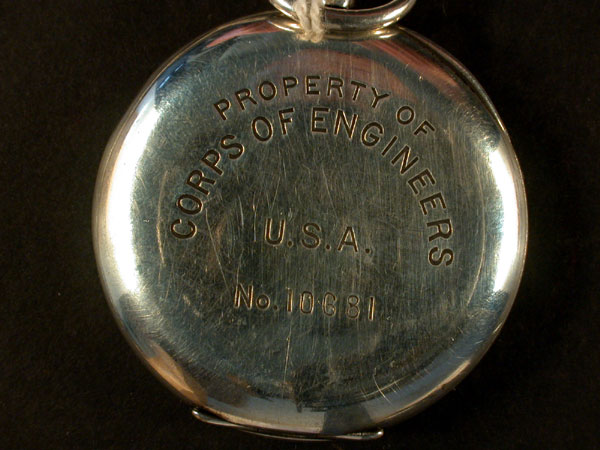 PROPERTY OF
CORPS OF ENGINEERS
U.S.A.
No. 10681